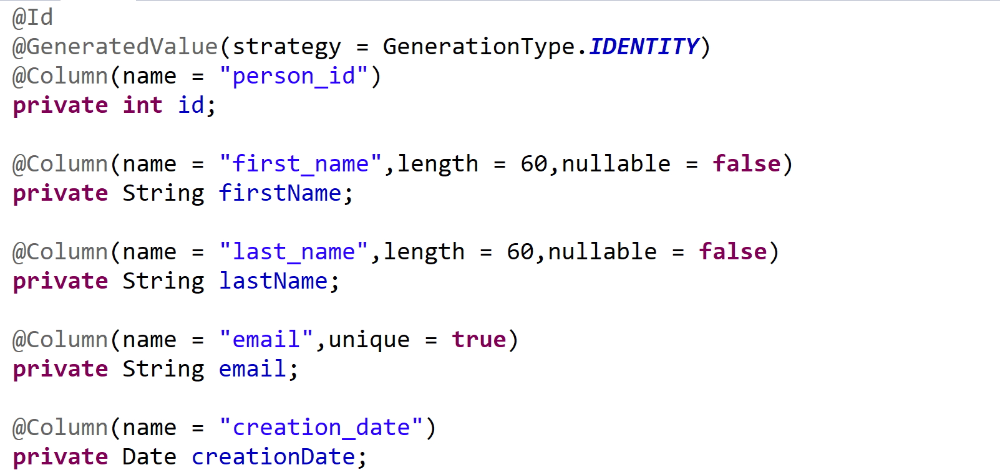 @Id
@GeneratedValue(strategy = GenerationType.IDENTITY)
@Column(name = "person_id")
private int id;
@Column(name = "first_name",length = 60,nullable = false)
private String firstName;
@Column(name = "last_name",length = 60,nullable = false)
private String lastName;
@Column(name = "email",unique = true)
private String email;
@Column(name = "creation_date")
private Date creationDate;